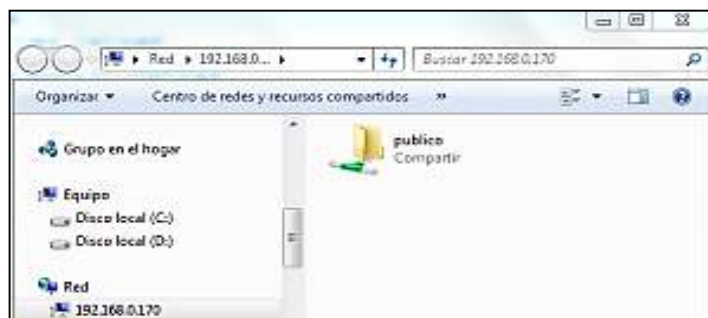 Red 192.168.0...
Buscar 192.168.0.170
Organizar Centro de redes y recursos compartidos »
Grupo en el hogar
Equipo
Disco local (C:)
Disco local (D:)
Red
192.168.0.170
publico
Compartir